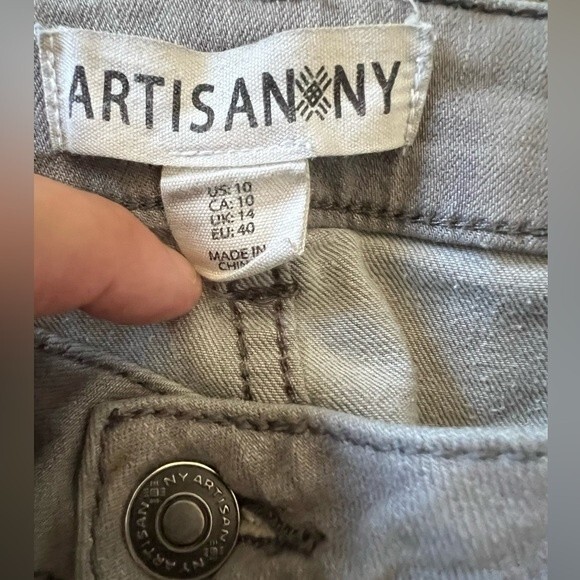 ARTISAN NY
US: 10
CA: 10
UK: 14
EU: 40
MADE IN
CHINA
NY ARTISAN NY ARTISAN